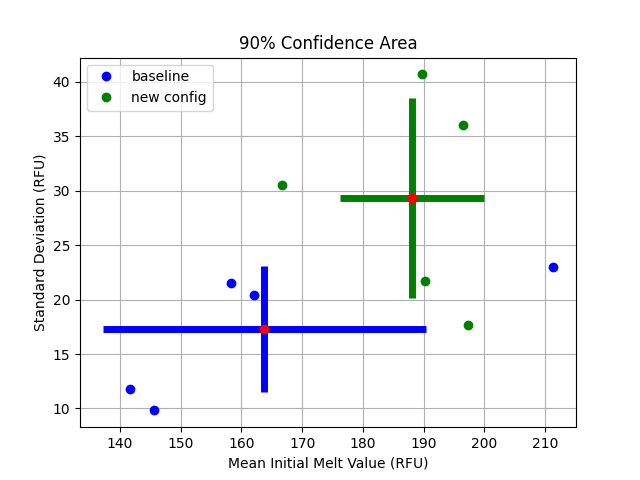 90% Confidence Area
baseline
new config
40
35
30
25
20
15
10
Standard Deviation (RFU)
140 150 160 170 180 190 200 210
Mean Initial Melt Value (RFU)